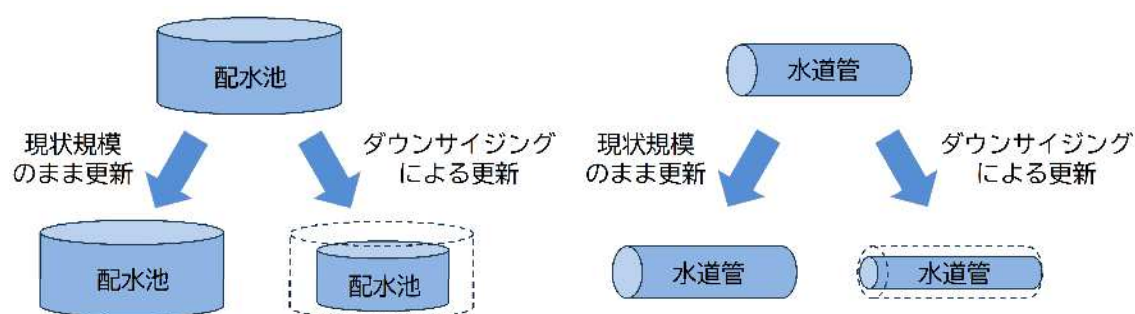 配水池
現状規模
のまま更新
ダウンサイジング
による更新
配水池
配水池
水道管
現状規模
のまま更新
ダウンサイジング
による更新
水道管
水道管